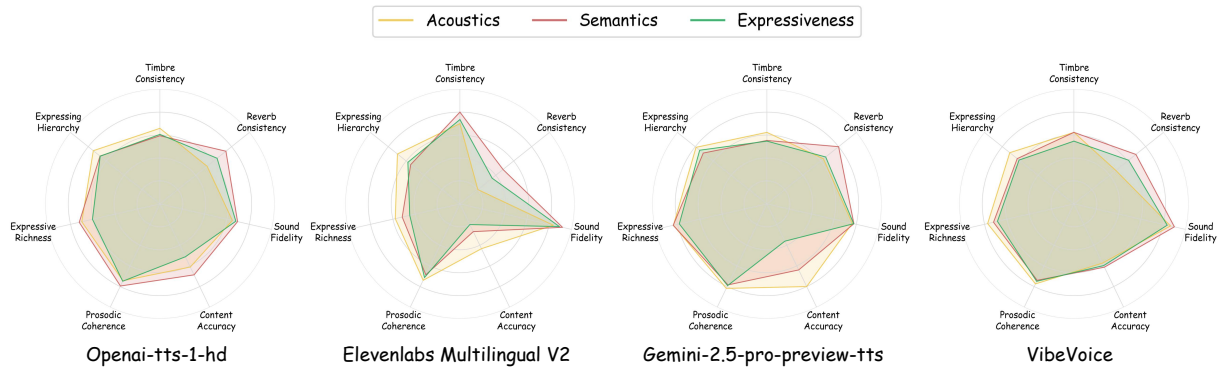 Acoustics
Semantics
Expressiveness
Timbre
Consistency
Reverb
Consistency
Sound
Fidelity
Content
Accuracy
Prosodic
Coherence
Expressive
Richness
Expressing
Hierarchy
Openai-tts-1-hd
Timbre
Consistency
Reverb
Consistency
Sound
Fidelity
Content
Accuracy
Prosodic
Coherence
Expressive
Richness
Expressing
Hierarchy
Elevenlabs Multilingual V2
Timbre
Consistency
Reverb
Consistency
Sound
Fidelity
Content
Accuracy
Prosodic
Coherence
Expressive
Richness
Expressing
Hierarchy
Gemini-2.5-pro-preview-tts
Timbre
Consistency
Reverb
Consistency
Sound
Fidelity
Content
Accuracy
Prosodic
Coherence
Expressive
Richness
Expressing
Hierarchy
VibeVoice